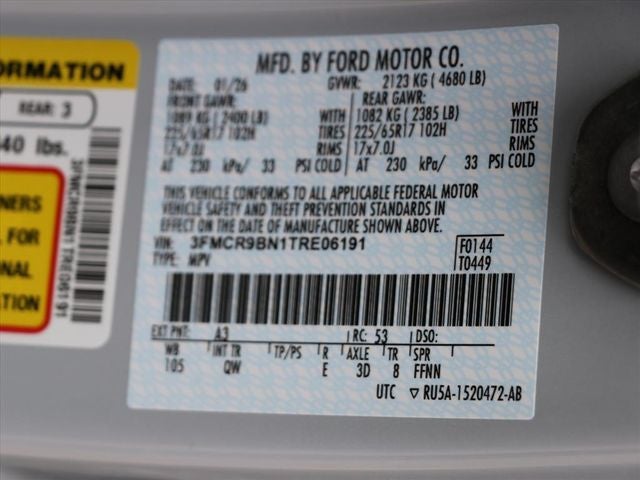 ORMATION
REAR: 3
40 lbs.
NERS
FOR
NAL
TION
3FMCR9BN1TRE06191
MFD. BY FORD MOTOR CO.
DATE: 01/26 GVWR: 2123 KG ( 4680 LB)
FRONT GAWR: REAR GAWR:
1089 KG ( 2400 LB) WITH 1082 KG ( 2385 LB) WITH
225/65R17 102H TIRES 225/65R17 102H TIRES
17x7.0J RIMS 17x7.0J RIMS
AT 230 kPa/ 33 PSI COLD AT 230 kPa/ 33 PSI COLD
THIS VEHICLE CONFORMS TO ALL APPLICABLE FEDERAL MOTOR
VEHICLE SAFETY AND THEFT PREVENTION STANDARDS IN
EFFECT ON THE DATE OF MANUFACTURE SHOWN ABOVE.
VIN: 3FMCR9BN1TRE06191 F0144
TYPE: MPV T0449
EXT PNT: A3 RC: 53 DSO:
WB INT TR TP/PS R AXLE TR SPR
105 QW E 3D 8 FFNN
UTC ▽ RU5A-1520472-AB